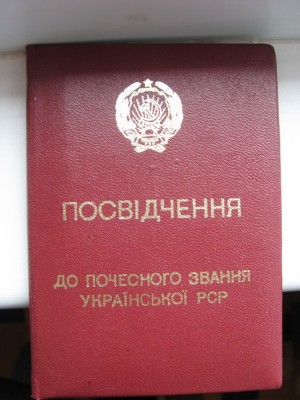 ПОСВІДЧЕННЯ
ДО ПОЧЕСНОГО ЗВАННЯ
УКРАЇНСЬКОЇ РСР